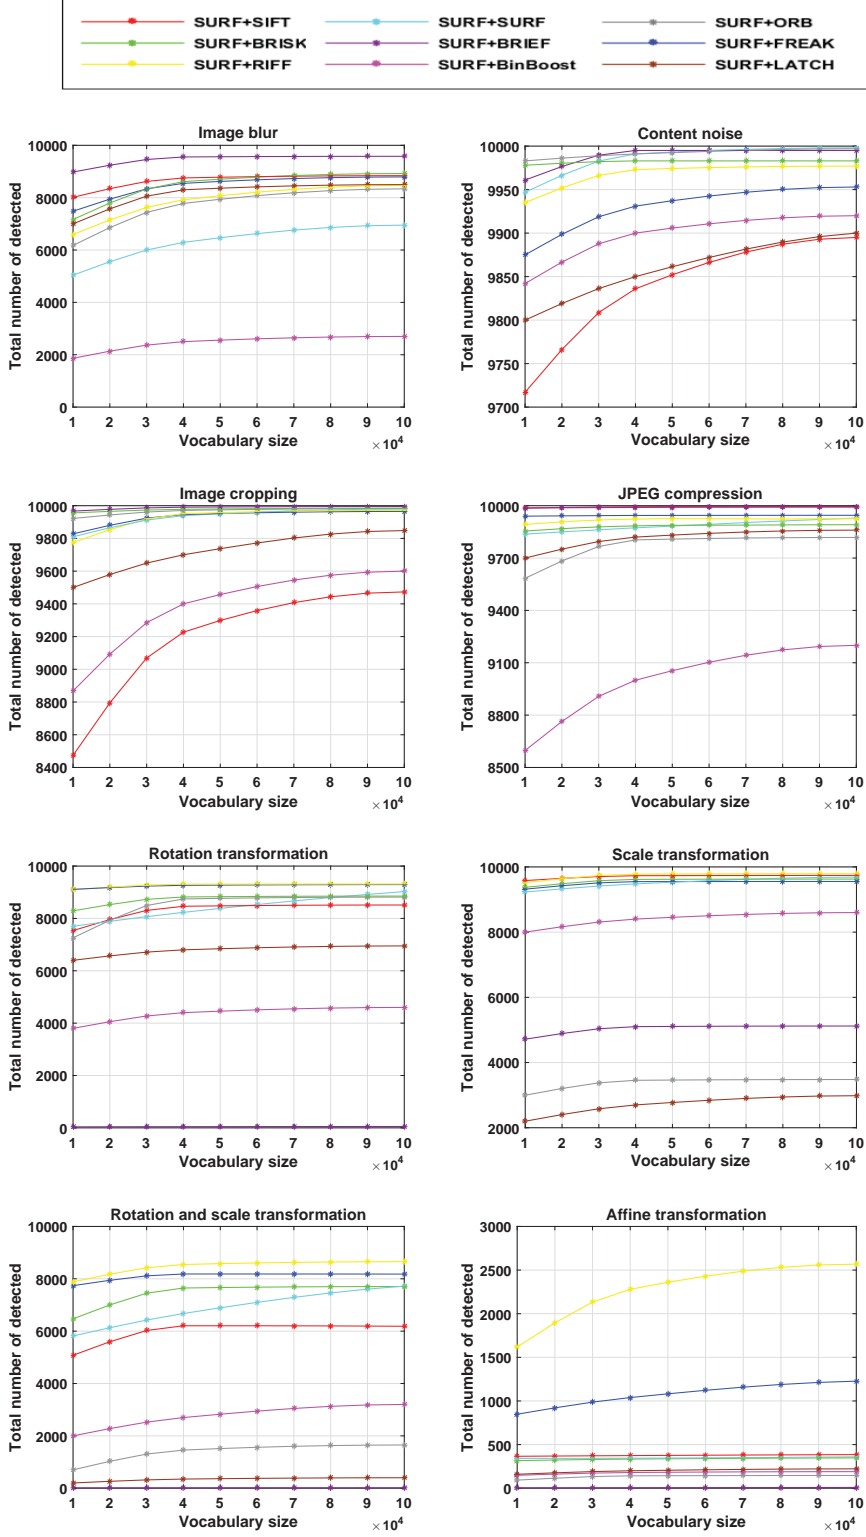 SURF+SIFT SURF+SURF SURF+ORB
SURF+BRISK SURF+BRIEF SURF+FREAK
SURF+RIFF SURF+BinBoost SURF+LATCH
Image blur
Total number of detected
10000
8000
6000
4000
2000
0
1 2 3 4 5 6 7 8 9 10
Vocabulary size
×10⁴
Content noise
Total number of detected
10000
9950
9900
9850
9800
9750
9700
1 2 3 4 5 6 7 8 9 10
Vocabulary size
×10⁴
Image cropping
Total number of detected
10000
9800
9600
9400
9200
9000
8800
8600
8400
1 2 3 4 5 6 7 8 9 10
Vocabulary size
×10⁴
JPEG compression
Total number of detected
10000
9700
9400
9100
8800
8500
1 2 3 4 5 6 7 8 9 10
Vocabulary size
×10⁴
Rotation transformation
Total number of detected
10000
8000
6000
4000
2000
0
1 2 3 4 5 6 7 8 9 10
Vocabulary size
×10⁴
Scale transformation
Total number of detected
10000
8000
6000
4000
2000
1 2 3 4 5 6 7 8 9 10
Vocabulary size
×10⁴
Rotation and scale transformation
Total number of detected
10000
8000
6000
4000
2000
0
1 2 3 4 5 6 7 8 9 10
Vocabulary size
×10⁴
Affine transformation
Total number of detected
3000
2500
2000
1500
1000
500
0
1 2 3 4 5 6 7 8 9 10
Vocabulary size
×10⁴